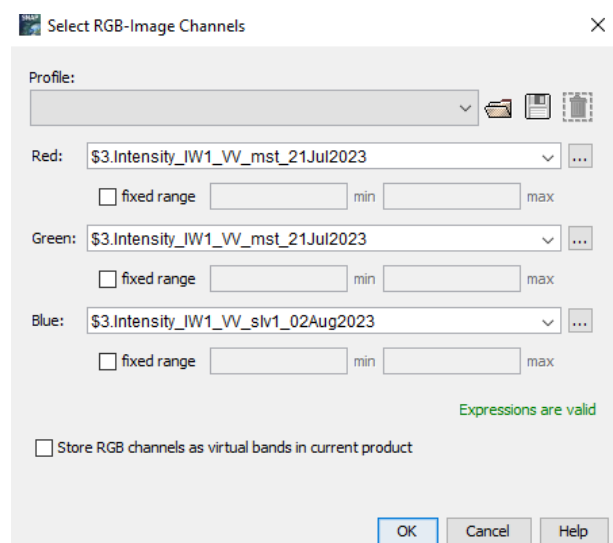 SNAP
Select RGB-Image Channels
Profile:
Red: $3.Intensity_IW1_VV_mst_21Jul2023 ...
fixed range min max
Green: $3.Intensity_IW1_VV_mst_21Jul2023 ...
fixed range min max
Blue: $3.Intensity_IW1_VV_slv1_02Aug2023 ...
fixed range min max
Expressions are valid
Store RGB channels as virtual bands in current product
OK Cancel Help